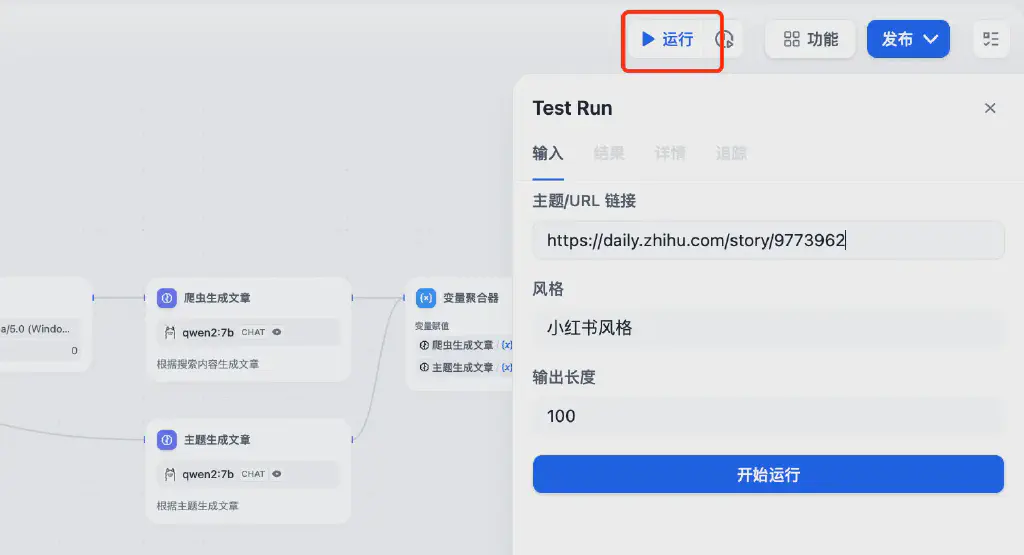 运行
功能
发布
Test Run
输入
结果
详情
追踪
主题/URL 链接
https://daily.zhihu.com/story/9773962
风格
小红书风格
输出长度
100
开始运行
a/5.0 (Windo...
0
爬虫生成文章
qwen2:7b CHAT
根据搜索内容生成文章
主题生成文章
qwen2:7b CHAT
根据主题生成文章
变量聚合器
变量赋值
爬虫生成文章 / {x}
主题生成文章 / {x}